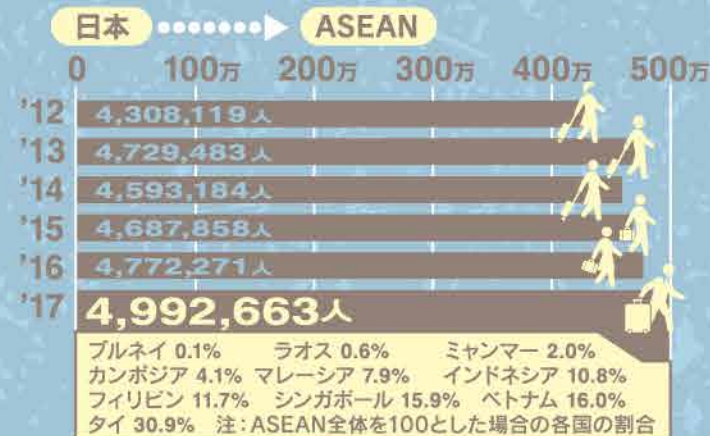 日本 ASEAN
0 100万 200万 300万 400万 500万
'12 4,308,119人
'13 4,729,483人
'14 4,593,184人
'15 4,687,858人
'16 4,772,271人
'17 4,992,663人
ブルネイ 0.1% ラオス 0.6% ミャンマー 2.0%
カンボジア 4.1% マレーシア 7.9% インドネシア 10.8%
フィリピン 11.7% シンガポール 15.9% ベトナム 16.0%
タイ 30.9% 注：ASEAN全体を100とした場合の各国の割合